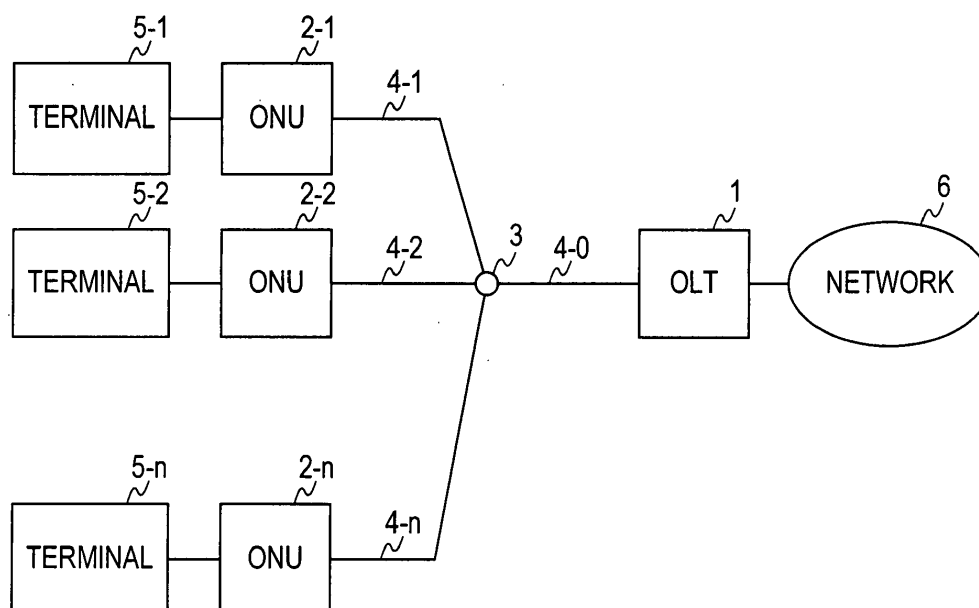 5-1
2-1
4-1
TERMINAL
ONU
5-2
2-2
4-2
3
4-0
1
6
TERMINAL
ONU
OLT
NETWORK
5-n
2-n
4-n
TERMINAL
ONU